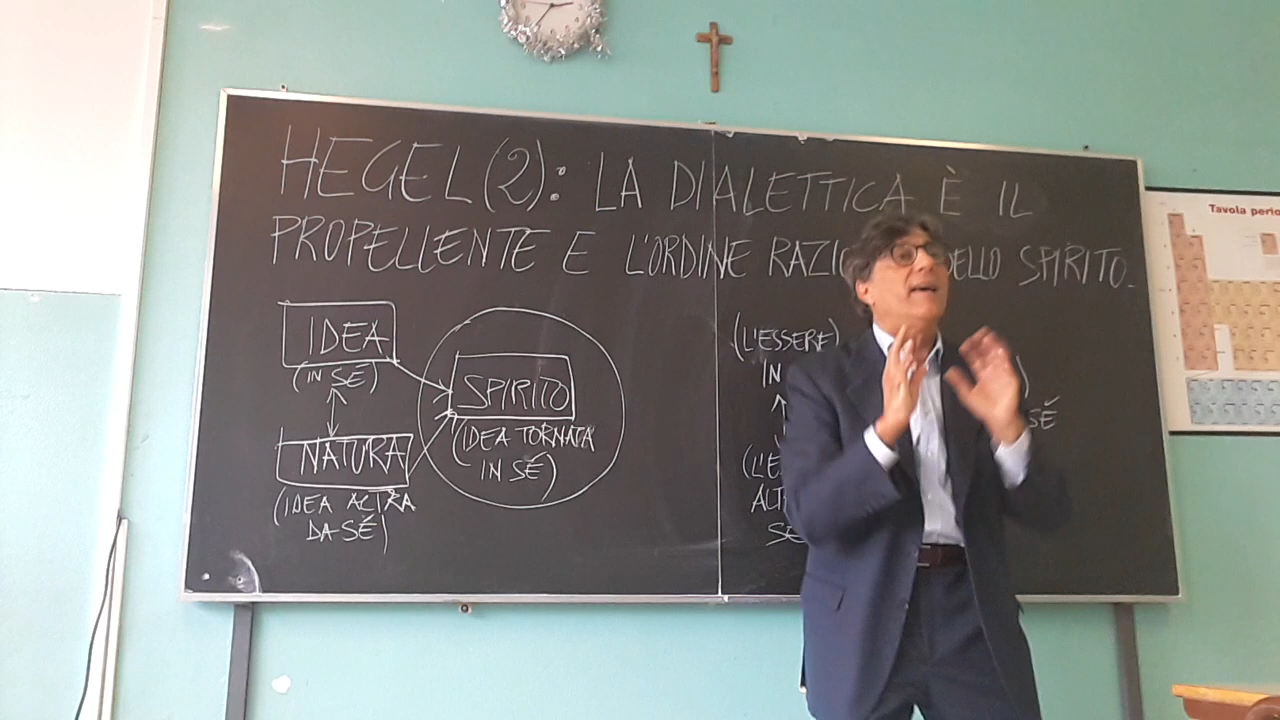 HEGEL (2): LA DIALETTICA È IL
PROPELLENTE E L'ORDINE RAZIO DELLO SPIRITO.
IDEA
(IN SÉ)
NATURA
(IDEA ALTRA
DA SÉ)
SPIRITO
(IDEA TORNATA
IN SÉ)
(L'ESSERE)
IN
(L'ES
ALT
SÉ
)
SÉ
Tavola perio